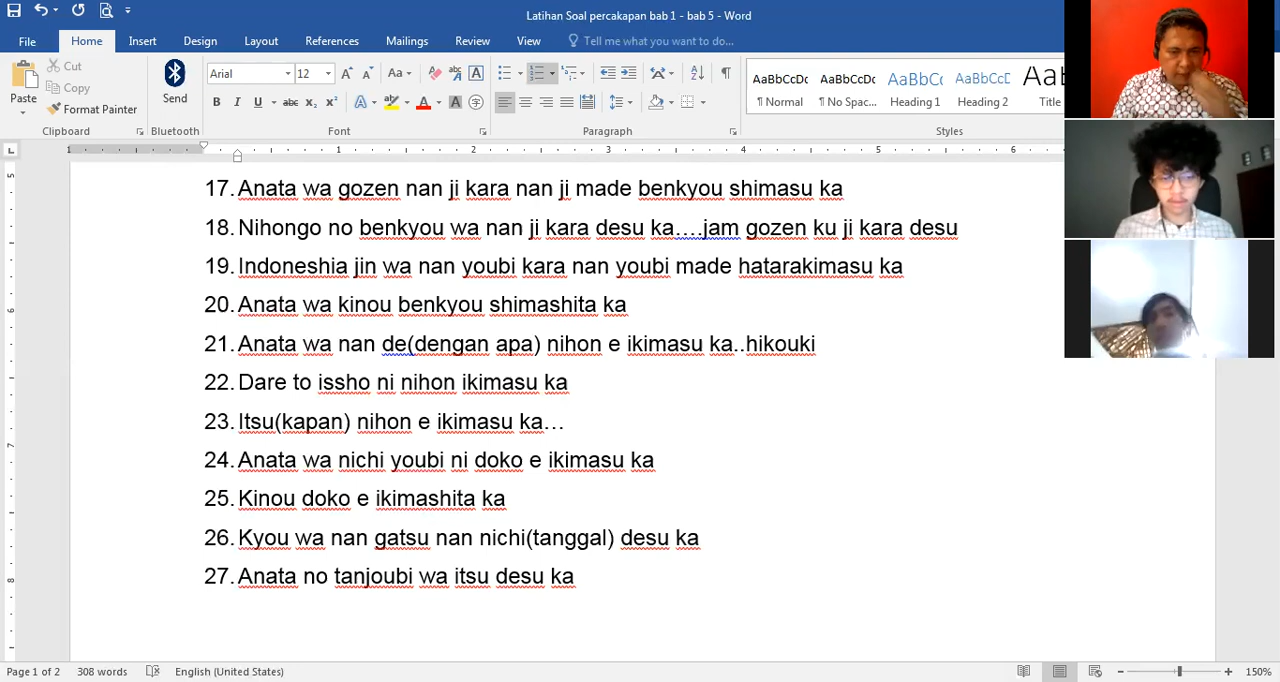 Latihan Soal percakapan bab 1 - bab 5 - Word
File Home Insert Design Layout References Mailings Review View Tell me what you want to do...
Cut
Copy
Format Painter
Paste
Send
Arial 12
AaBbCcDc AaBbCcDc AaBbCc AaBbCcD AaB
¶ Normal ¶ No Spac... Heading 1 Heading 2 Title
Clipboard Bluetooth Font Paragraph Styles
1 1 2 3 4 5 6
17. Anata wa gozen nan ji kara nan ji made benkyou shimasu ka
18. Nihongo no benkyou wa nan ji kara desu ka….jam gozen ku ji kara desu
19. Indoneshia jin wa nan youbi kara nan youbi made hatarakimasu ka
20. Anata wa kinou benkyou shimashita ka
21. Anata wa nan de(dengan apa) nihon e ikimasu ka..hikouki
22. Dare to issho ni nihon ikimasu ka
23. Itsu(kapan) nihon e ikimasu ka…
24. Anata wa nichi youbi ni doko e ikimasu ka
25. Kinou doko e ikimashita ka
26. Kyou wa nan gatsu nan nichi(tanggal) desu ka
27. Anata no tanjoubi wa itsu desu ka
Page 1 of 2 308 words English (United States) 150%